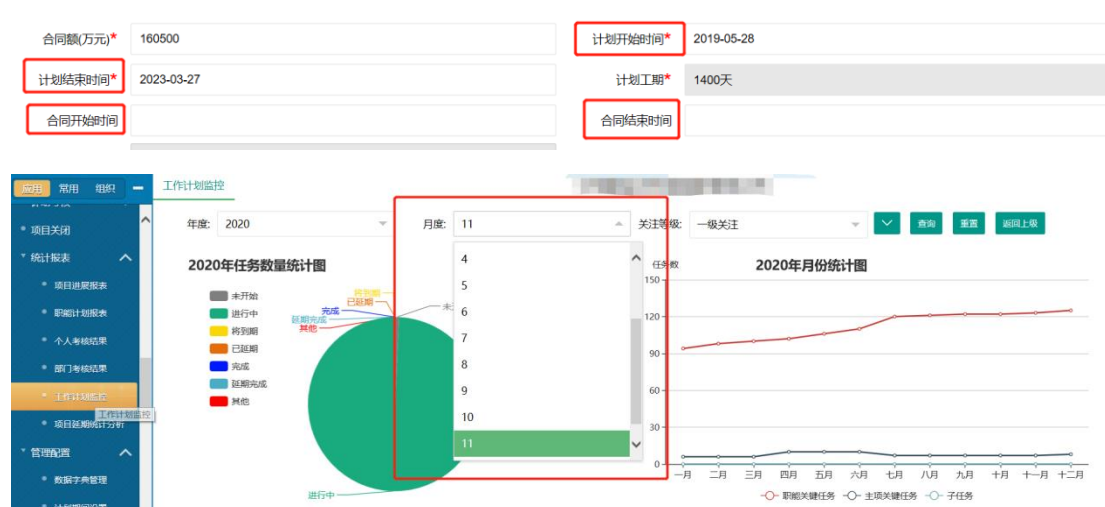 合同额(万元)* 160500 计划开始时间* 2019-05-28
计划结束时间* 2023-03-27 计划工期* 1400天
合同开始时间 合同结束时间
应用 常用 组织 工作计划监控
年度: 2020 月度: 11 关注等级: 一级关注 查询 重置 返回上级
项目关闭
统计报表
项目进展报表
职能计划报表
个人考核结果
部门考核结果
工作计划监控
工作计划监控
项目延期统计分析
管理配置
数据字典管理
2020年任务数量统计图
未开始
进行中
将到期
已延期
完成
延期完成
其他
将到期
已延期
完成
延期完成
其他
未
进行中
4
5
6
7
8
9
10
11
任务数 2020年月份统计图
150
120
90
60
30
0
一月 二月 三月 四月 五月 六月 七月 八月 九月 十月 十一月 十二月
职能关键任务 主项关键任务 子任务